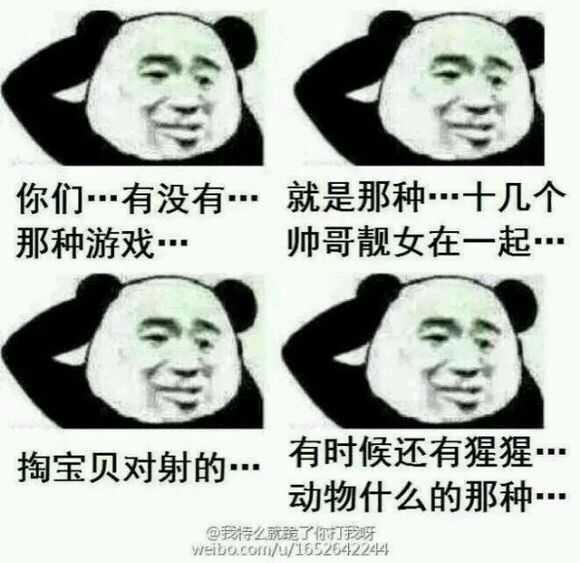 你们…有没有…
那种游戏…
就是那种…十几个
帅哥靓女在一起…
掏宝贝对射的…
有时候还有猩猩…
动物什么的那种…
@我特么就跪了你打我呀
weibo.com/u/1652642244